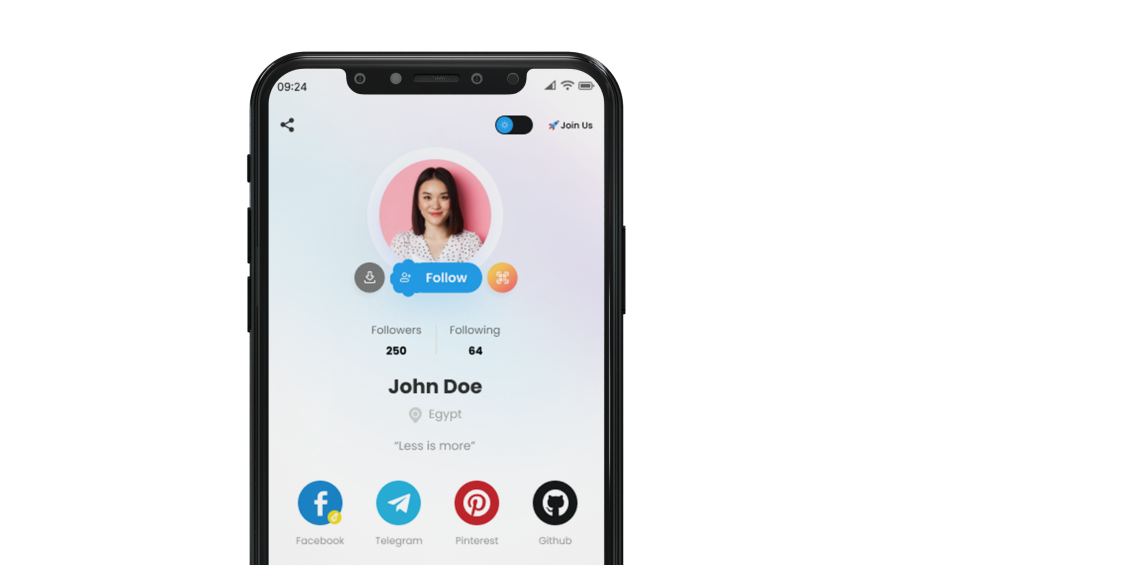 09:24
Join Us
Follow
Followers Following
250 64
John Doe
Egypt
“Less is more”
Facebook Telegram Pinterest Github